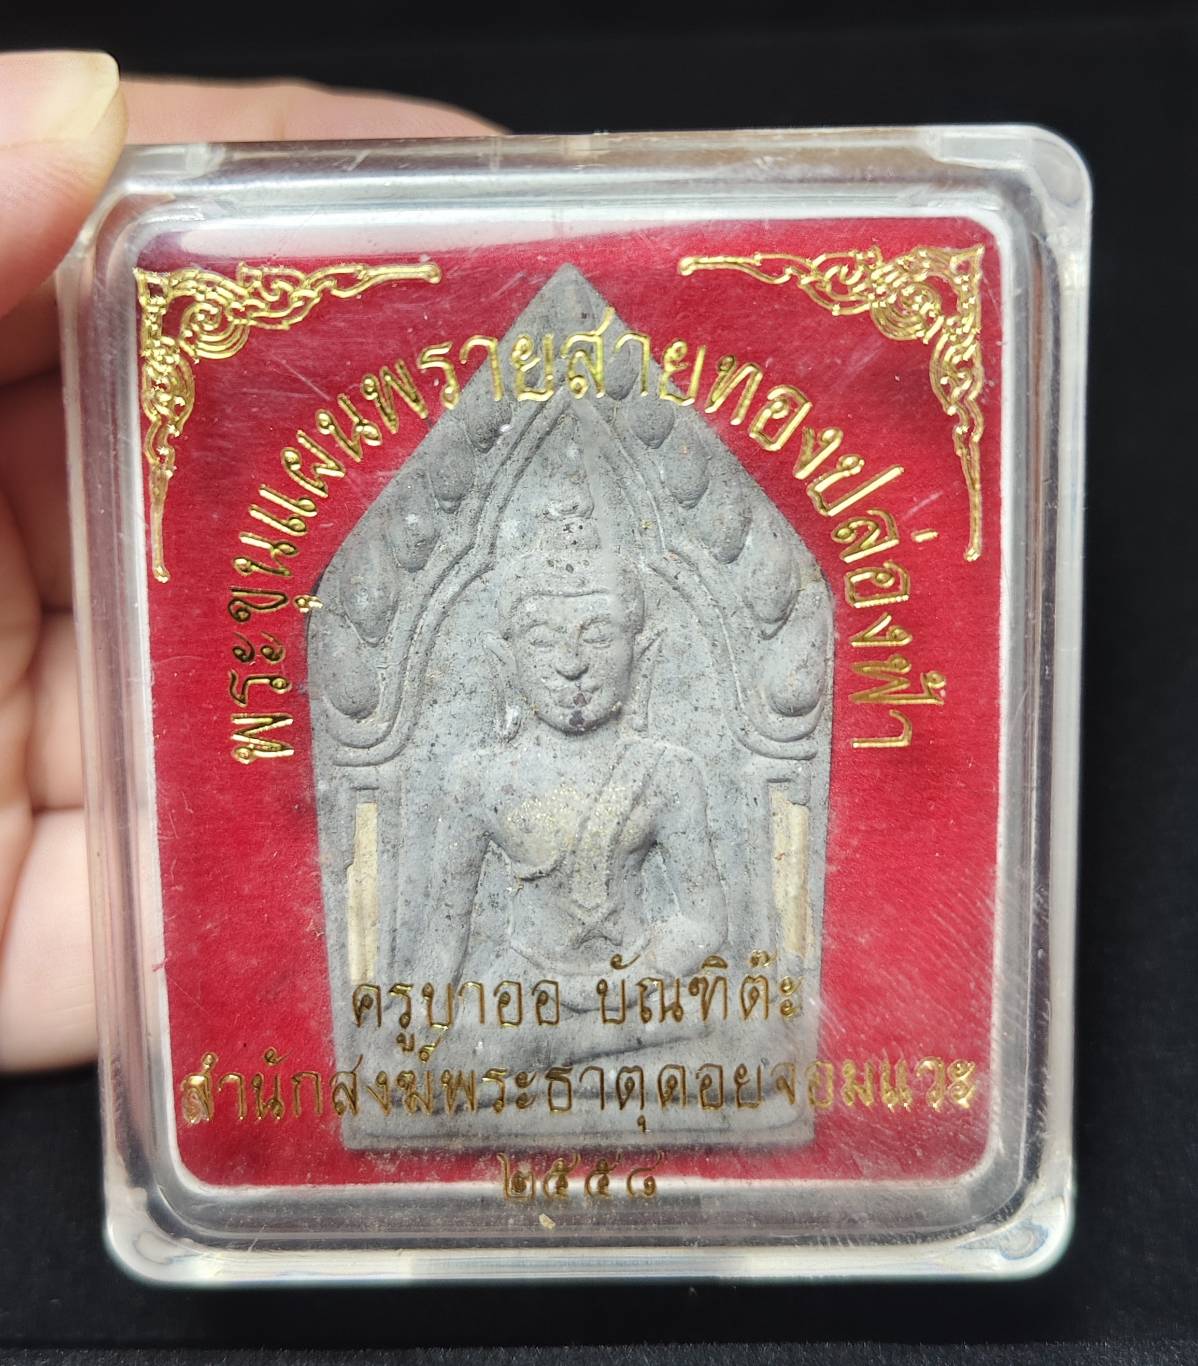 พระขุนแผนพรายสายทองปล่องฟ้า
ครูบาออ บัณฑิต๊ะ
สำนักสงฆ์พระธาตุดอยจอมแวะ
๒๕๕๘